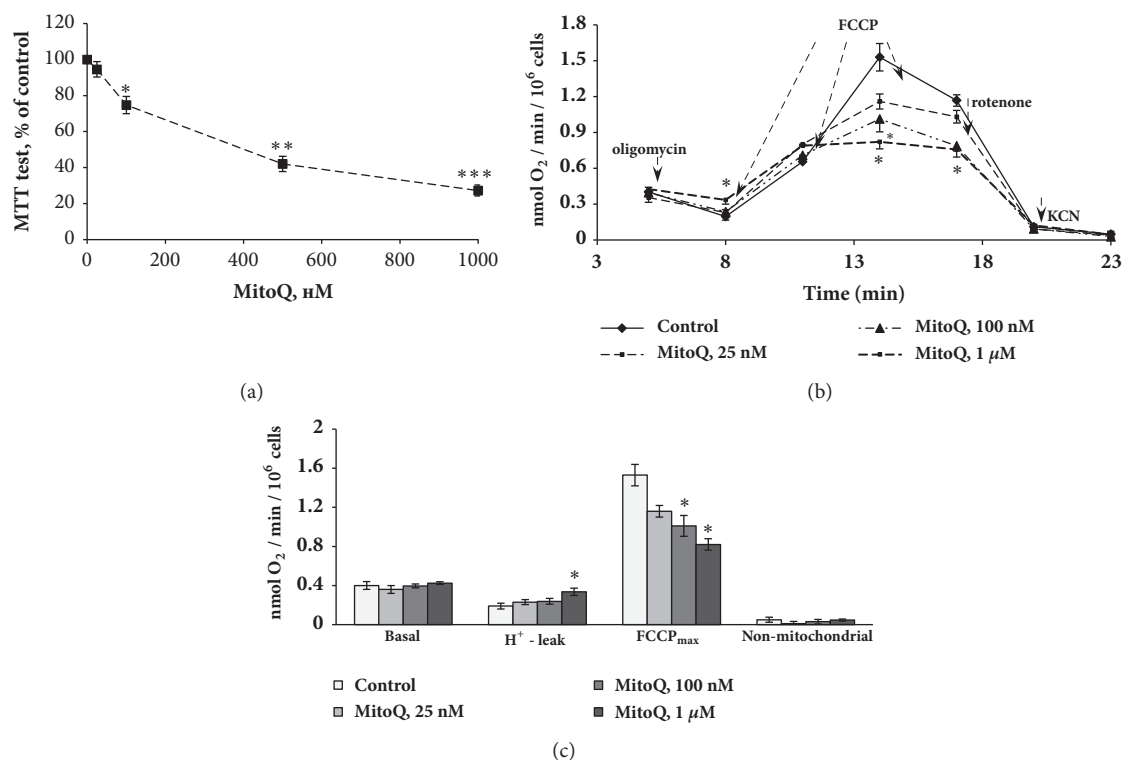 MTT test, % of control
120
100
80
60
40
20
0
*
**
***
0 200 400 600 800 1000
MitoQ, нM
(a)
nmol O₂ / min / 10⁶ cells
1.8
1.5
1.2
0.9
0.6
0.3
0
FCCP
rotenone
oligomycin
*
*
*
*
KCN
3 8 13 18 23
Time (min)
Control
MitoQ, 25 nM
MitoQ, 100 nM
MitoQ, 1 μM
(b)
nmol O₂ / min / 10⁶ cells
2
1.6
1.2
0.8
0.4
0
*
*
*
Basal H⁺ - leak FCCPₘₐₓ Non-mitochondrial
Control
MitoQ, 25 nM
MitoQ, 100 nM
MitoQ, 1 μM
(c)